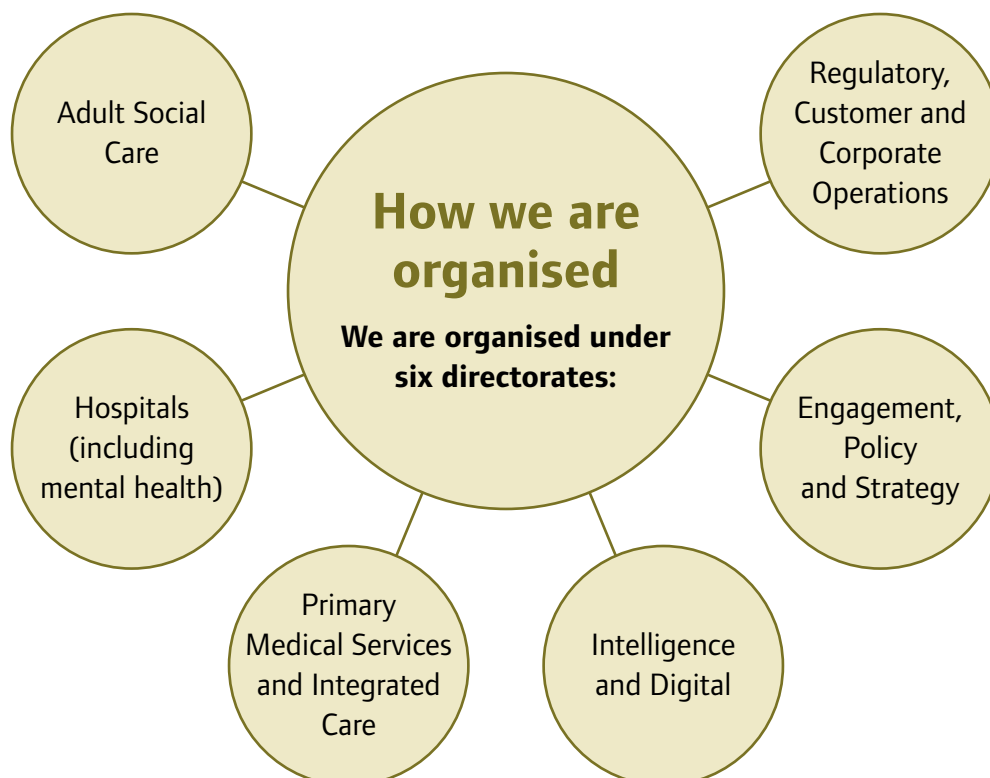 How we are
organised
We are organised under
six directorates:
Adult Social
Care
Hospitals
(including
mental health)
Primary
Medical Services
and Integrated
Care
Intelligence
and Digital
Engagement,
Policy
and Strategy
Regulatory,
Customer and
Corporate
Operations